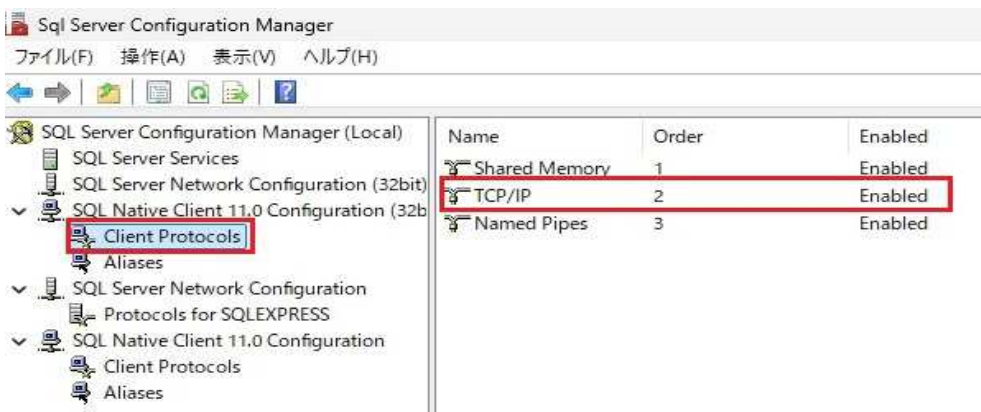 Sql Server Configuration Manager
ファイル(F) 操作(A) 表示(V) ヘルプ(H)
SQL Server Configuration Manager (Local)
SQL Server Services
SQL Server Network Configuration (32bit)
SQL Native Client 11.0 Configuration (32b
Client Protocols
Aliases
SQL Server Network Configuration
Protocols for SQLEXPRESS
SQL Native Client 11.0 Configuration
Client Protocols
Aliases
Name Order Enabled
Shared Memory 1 Enabled
TCP/IP 2 Enabled
Named Pipes 3 Enabled